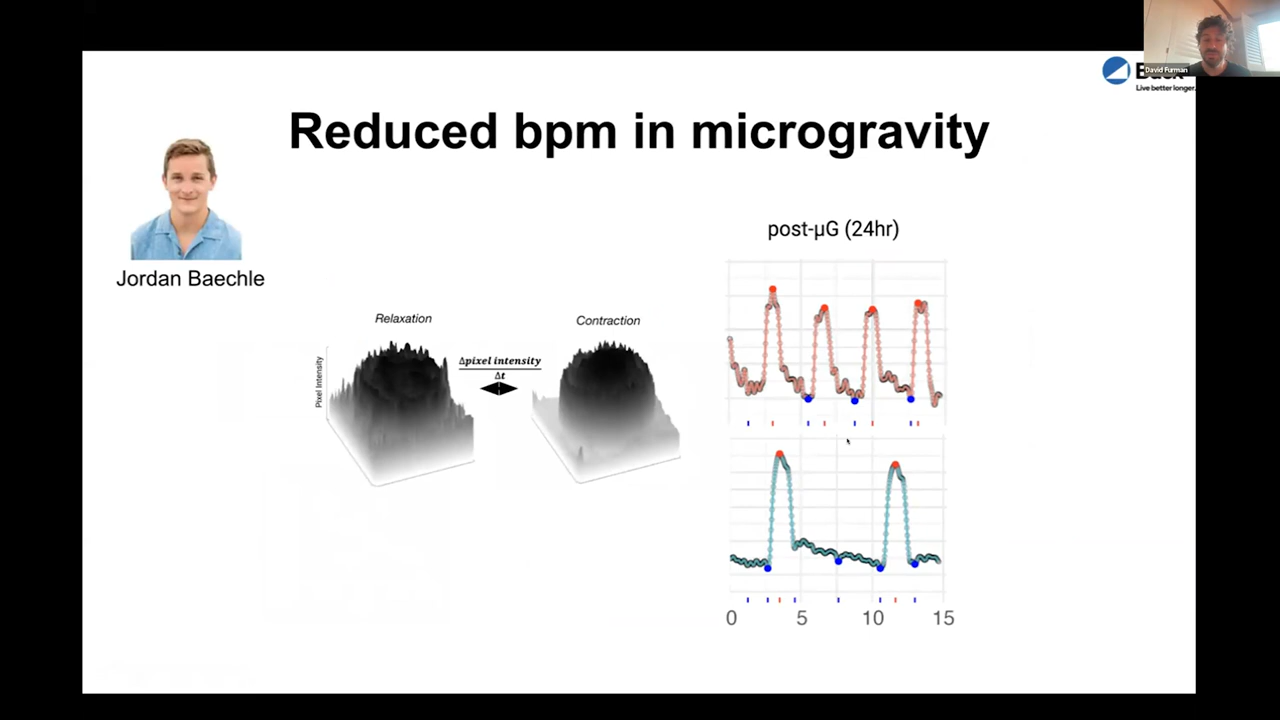 David Furman
Live better longer.
Reduced bpm in microgravity
Jordan Baechle
post-μG (24hr)
Relaxation
Contraction
Pixel Intensity
Δpixel intensity
Δt
0 5 10 15